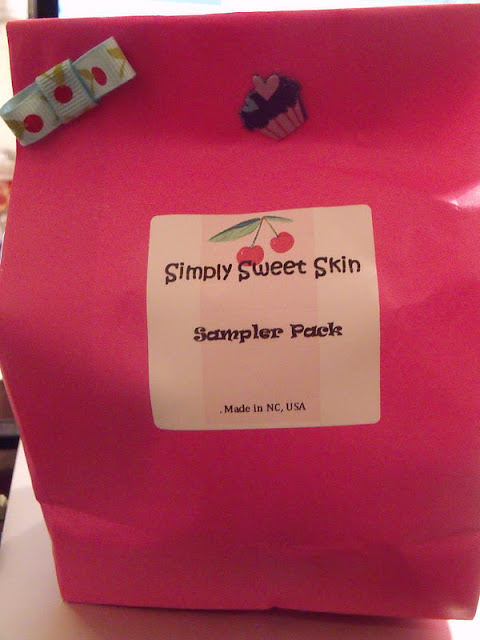 Simply Sweet Skin
Sampler Pack
. Made in NC, USA